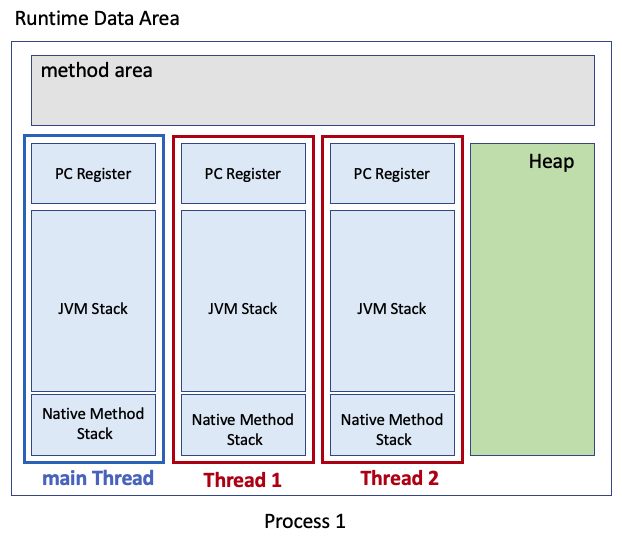 Runtime Data Area
method area
PC Register
PC Register
PC Register
Heap
JVM Stack
JVM Stack
JVM Stack
Native Method
Stack
Native Method
Stack
Native Method
Stack
main Thread
Thread 1
Thread 2
Process 1